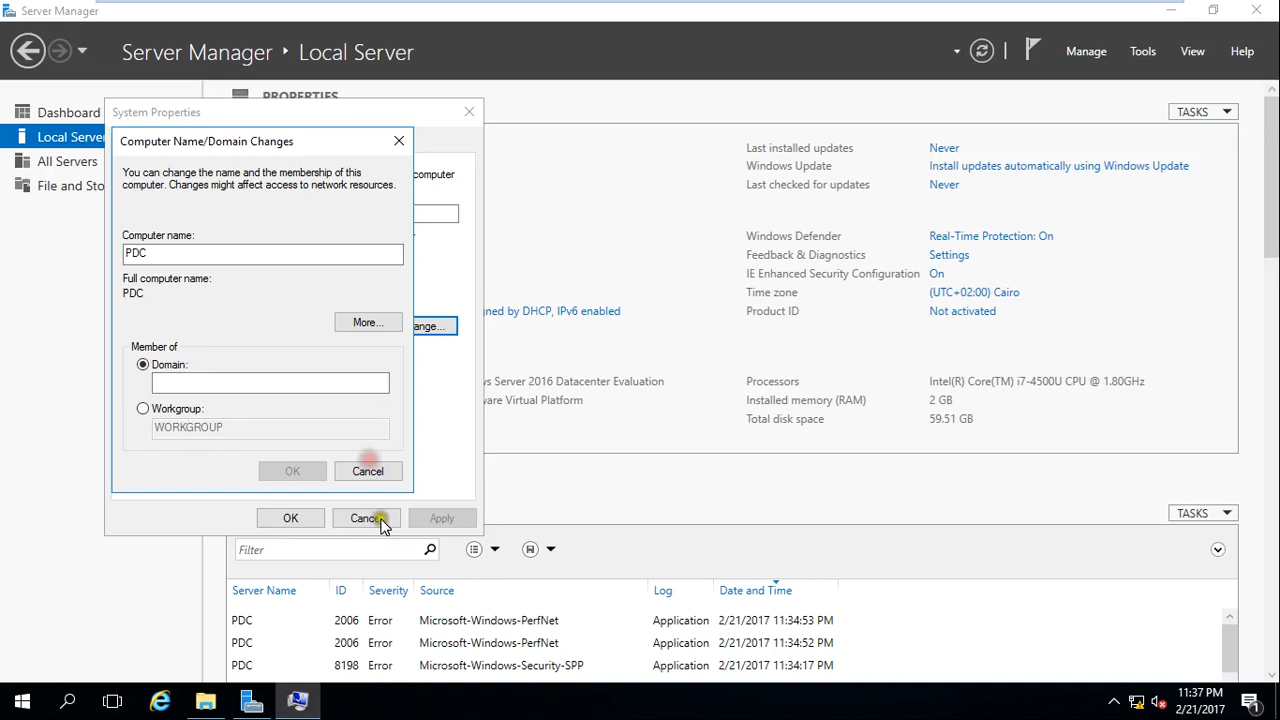 Server Manager
Server Manager Local Server
Manage Tools View Help
PROPERTIES
TASKS
Dashboard
Local Server
All Servers
File and Sto
System Properties
computer
ange...
Computer Name/Domain Changes
You can change the name and the membership of this
computer. Changes might affect access to network resources.
Computer name:
PDC
Full computer name:
PDC
More...
Member of
Domain:
Workgroup:
WORKGROUP
OK Cancel
OK Cancel Apply
Last installed updates Never
Windows Update Install updates automatically using Windows Update
Last checked for updates Never
Windows Defender Real-Time Protection: On
Feedback & Diagnostics Settings
IE Enhanced Security Configuration On
Time zone (UTC+02:00) Cairo
gned by DHCP, IPv6 enabled Product ID Not activated
ws Server 2016 Datacenter Evaluation Processors Intel(R) Core(TM) i7-4500U CPU @ 1.80GHz
ware Virtual Platform Installed memory (RAM) 2 GB
Total disk space 59.51 GB
TASKS
Filter
Server Name ID Severity Source Log Date and Time
PDC 2006 Error Microsoft-Windows-PerfNet Application 2/21/2017 11:34:53 PM
PDC 2006 Error Microsoft-Windows-PerfNet Application 2/21/2017 11:34:52 PM
PDC 8198 Error Microsoft-Windows-Security-SPP Application 2/21/2017 11:34:17 PM
11:37 PM
2/21/2017
1